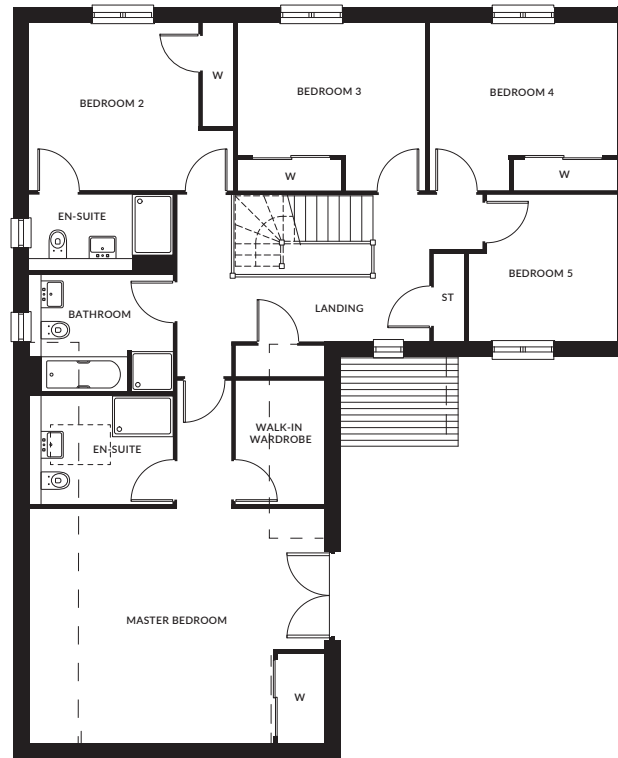 W
BEDROOM 2
BEDROOM 3
BEDROOM 4
W
W
EN-SUITE
BEDROOM 5
ST
LANDING
BATHROOM
WALK-IN
WARDROBE
EN-SUITE
MASTER BEDROOM
W